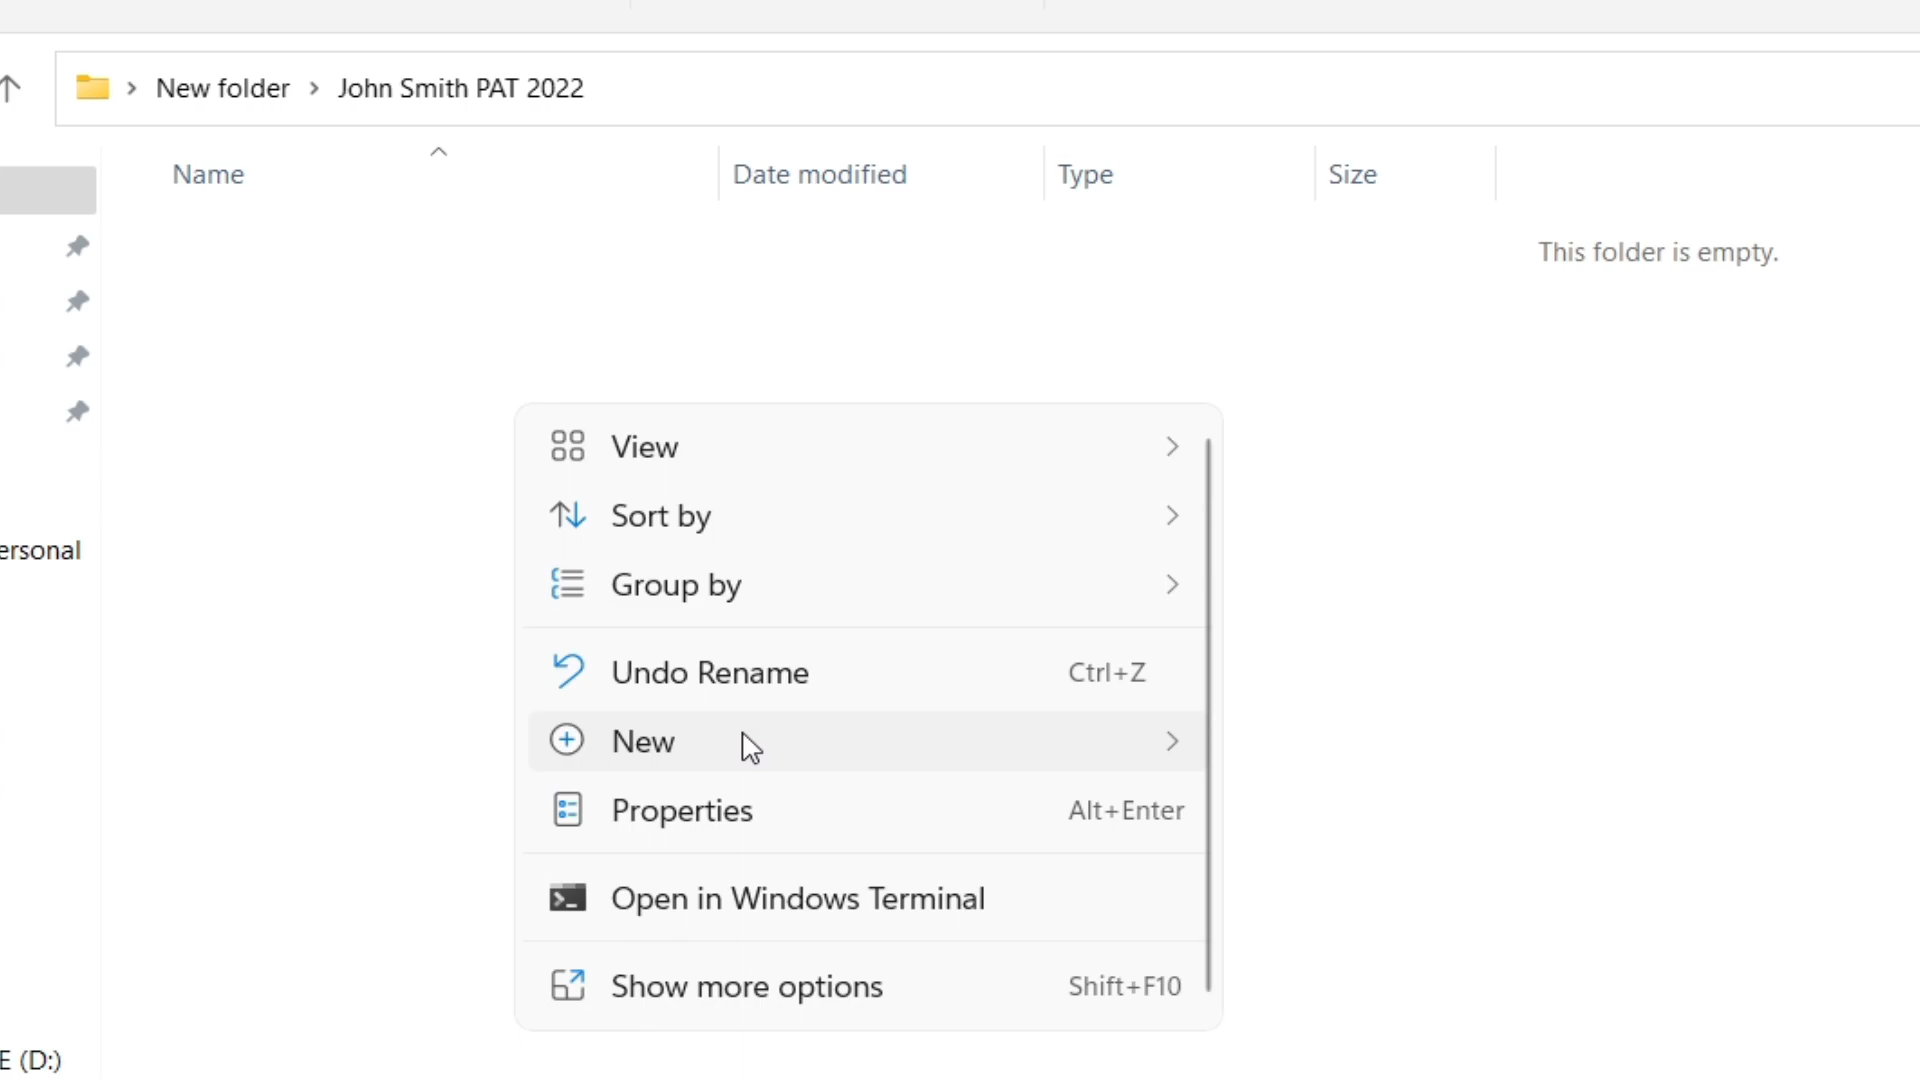 New folder > John Smith PAT 2022
Name Date modified Type Size
This folder is empty.
View
Sort by
Group by
ersonal
Undo Rename Ctrl+Z
New
Properties Alt+Enter
Open in Windows Terminal
Show more options Shift+F10
E (D:)